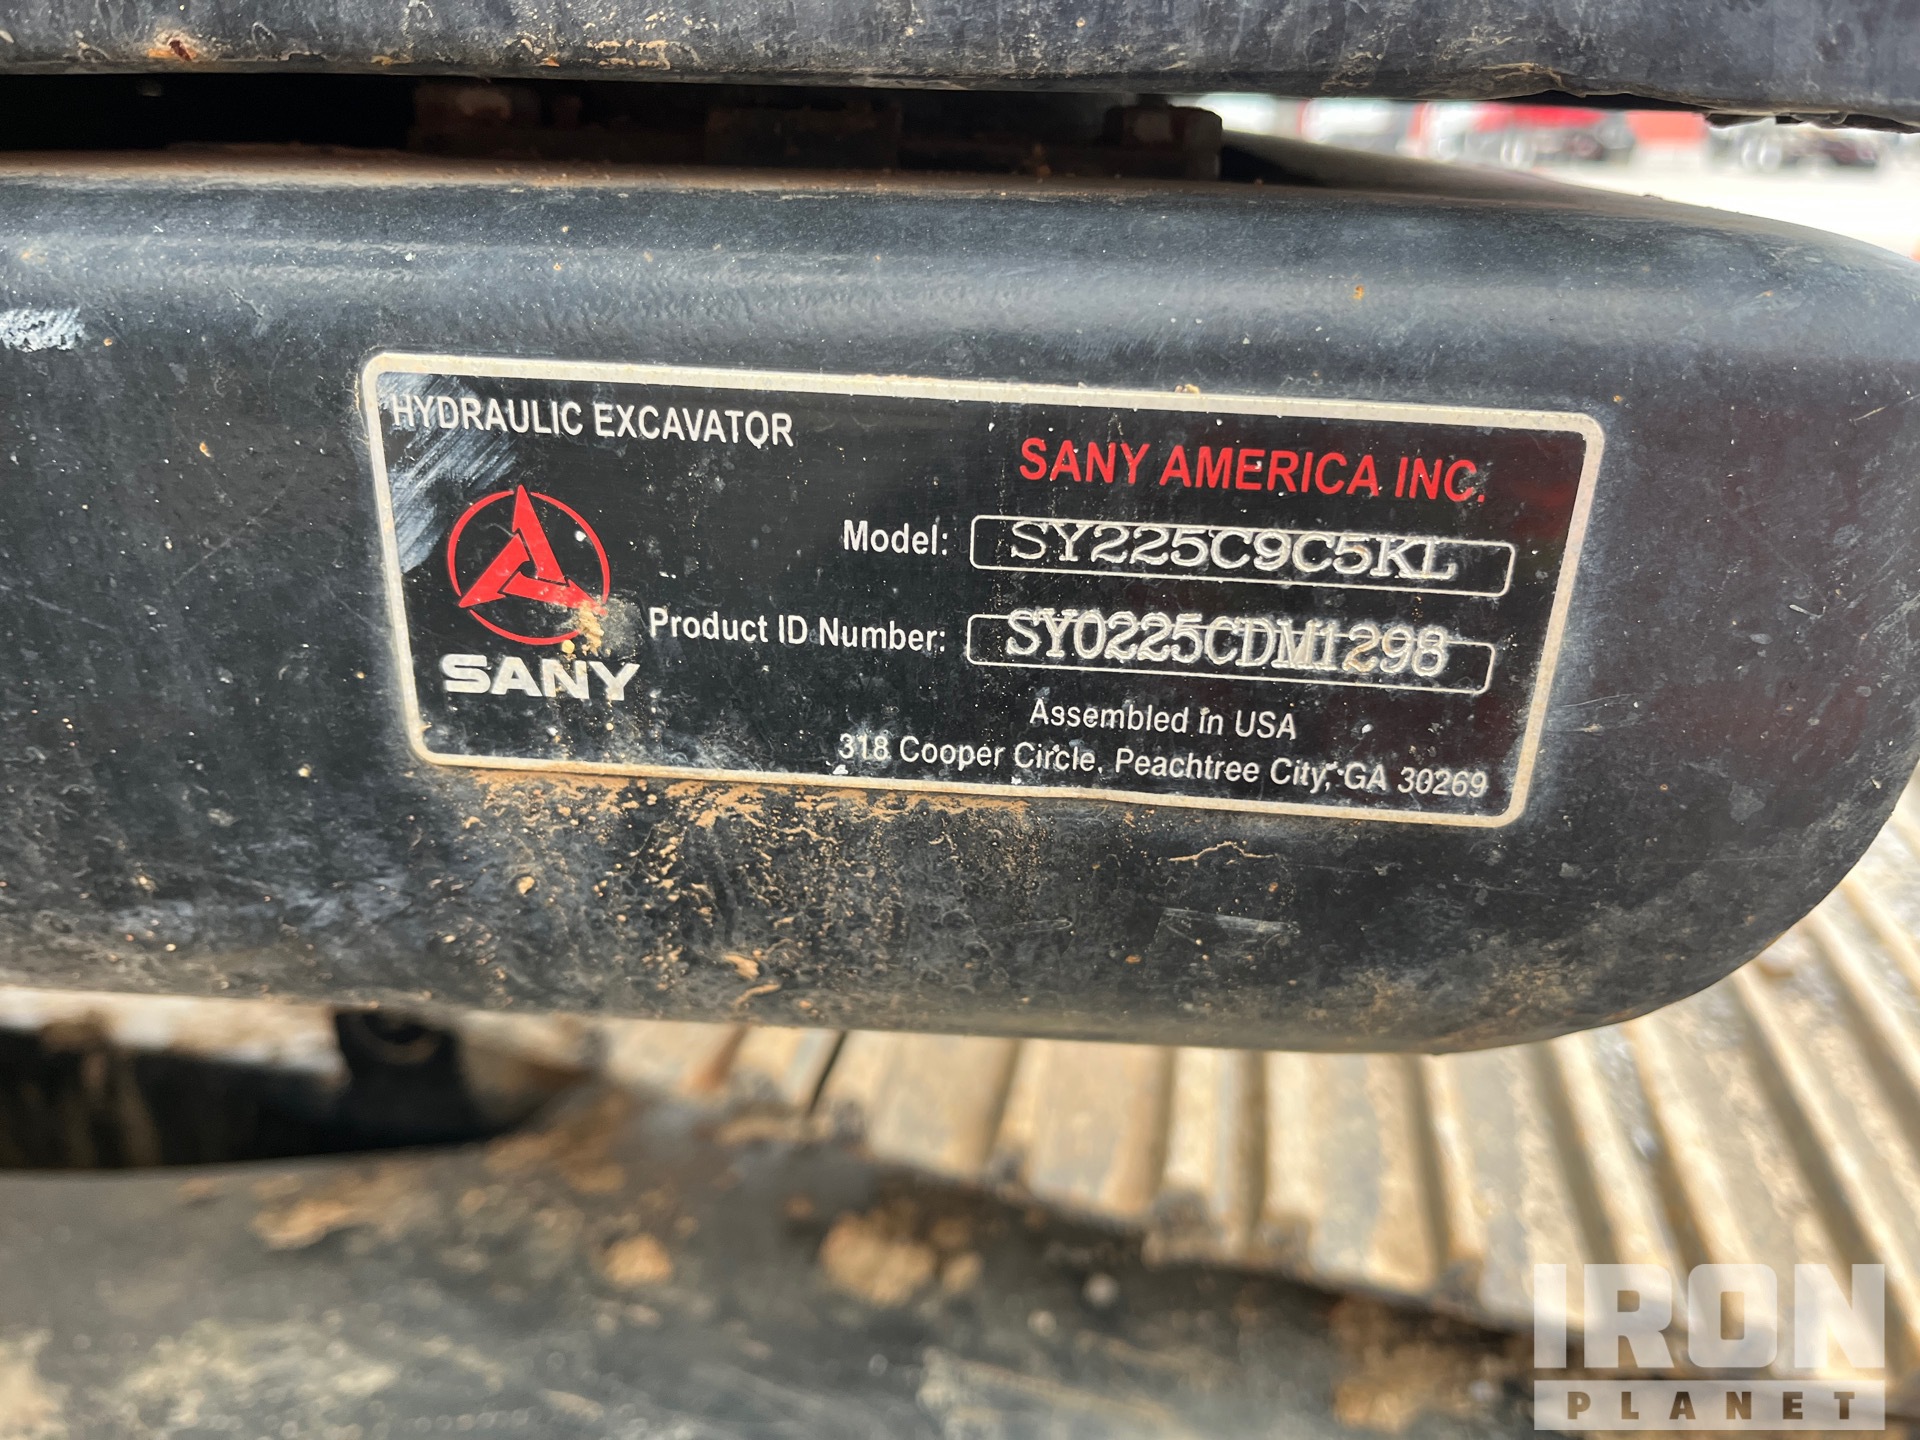 HYDRAULIC EXCAVATOR
SANY AMERICA INC.
Model: SY225C9C5KL
Product ID Number: SY0225CDM1298
SANY
Assembled in USA
318 Cooper Circle, Peachtree City, GA 30269
IRON
PLANET